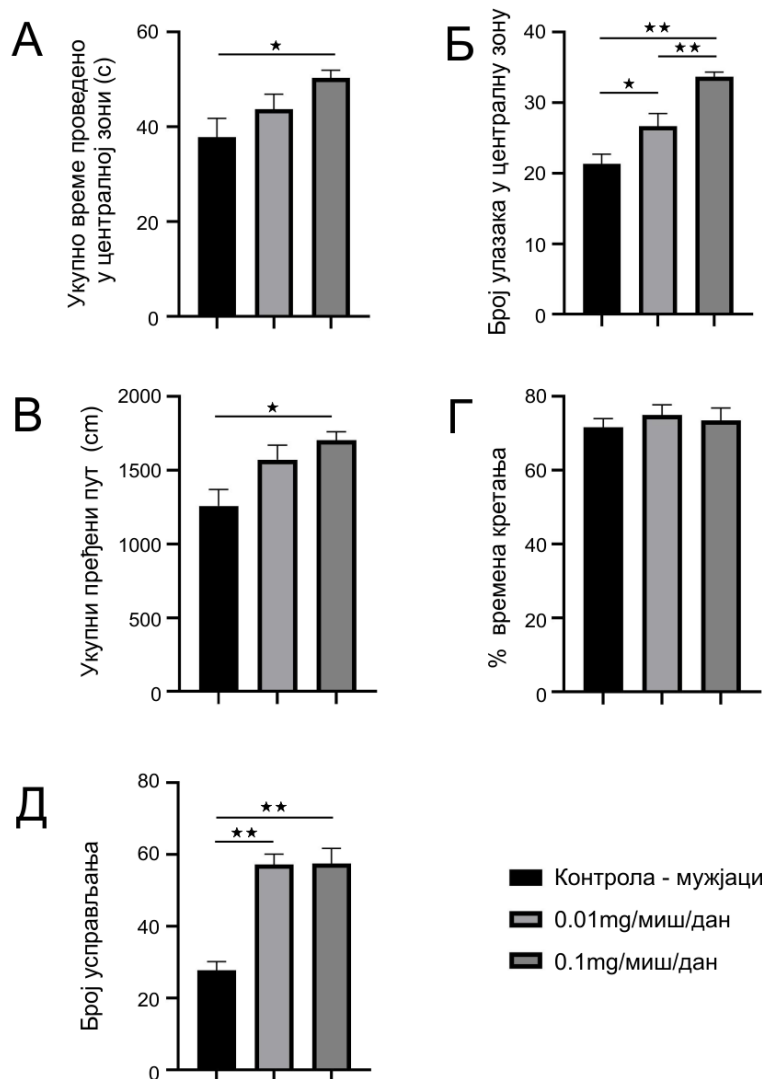 А
Укупно време проведено
у централној зони (с)
60
40
20
0
★
Б
Број улазака у централну зону
40
30
20
10
0
★★
★★
★
В
Укупни пређени пут (cm)
2000
1500
1000
500
0
★
Г
% времена кретања
80
60
40
20
0
Д
Број усправљања
80
60
40
20
0
★★
★★
Контрола - мужјаци
0.01mg/миш/дан
0.1mg/миш/дан